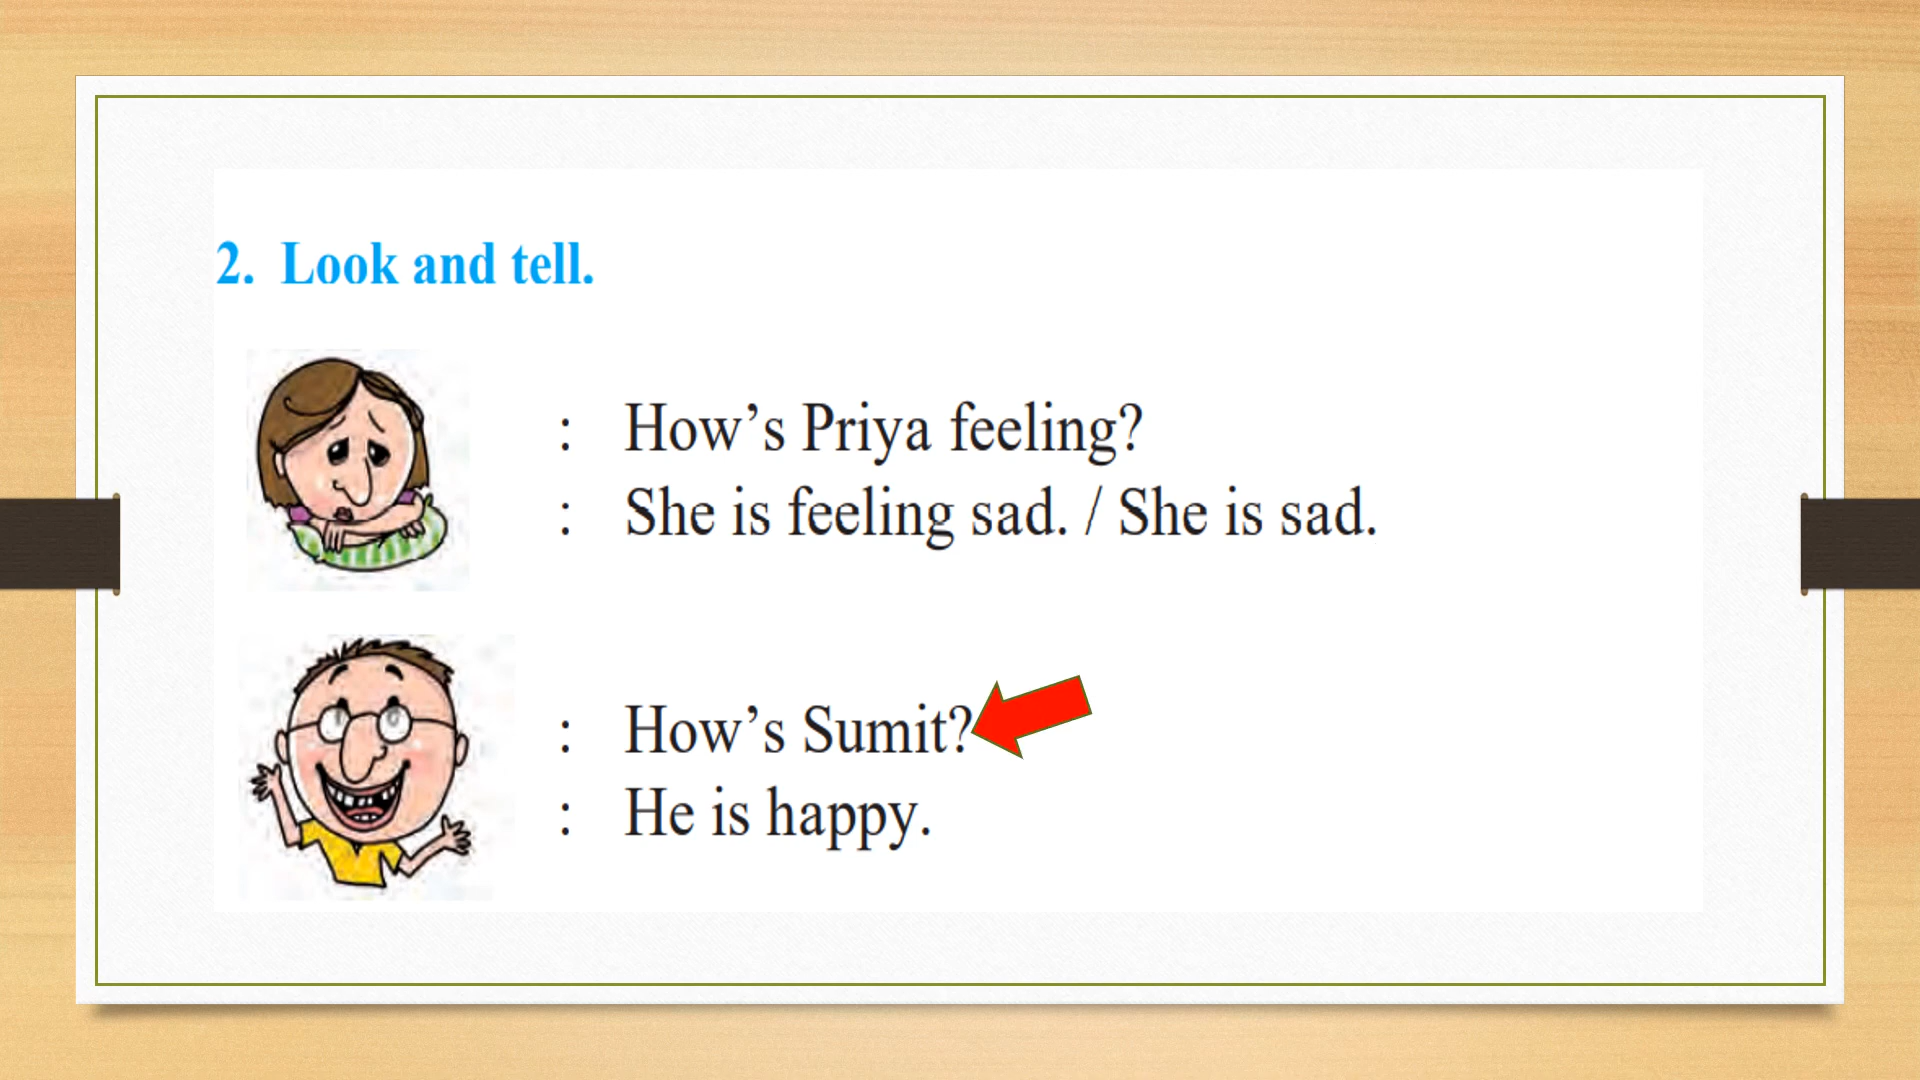 2. Look and tell.
: How’s Priya feeling?
: She is feeling sad. / She is sad.
: How’s Sumit?
: He is happy.